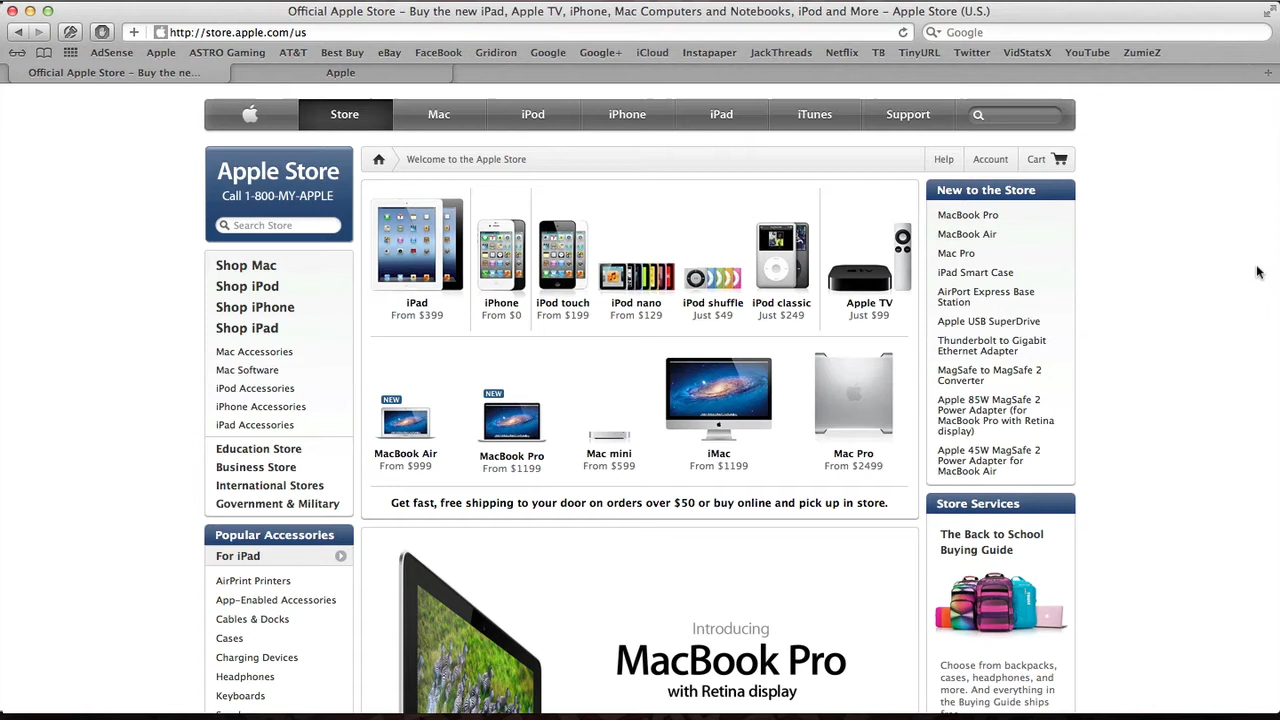 Official Apple Store – Buy the new iPad, Apple TV, iPhone, Mac Computers and Notebooks, iPod and More – Apple Store (U.S.)
http://store.apple.com/us
Google
AdSense Apple ASTRO Gaming AT&T Best Buy eBay FaceBook Gridiron Google Google+ iCloud Instapaper JackThreads Netflix TB TinyURL Twitter VidStatsX YouTube ZumieZ
Official Apple Store – Buy the ne...
Apple
Store Mac iPod iPhone iPad iTunes Support
Apple Store
Call 1-800-MY-APPLE
Search Store
Shop Mac
Shop iPod
Shop iPhone
Shop iPad
Mac Accessories
Mac Software
iPod Accessories
iPhone Accessories
iPad Accessories
Education Store
Business Store
International Stores
Government & Military
Popular Accessories
For iPad
AirPrint Printers
App-Enabled Accessories
Cables & Docks
Cases
Charging Devices
Headphones
Keyboards
Welcome to the Apple Store
Help Account Cart
iPad
From $399
iPhone
From $0
iPod touch
From $199
iPod nano
From $129
iPod shuffle
Just $49
iPod classic
Just $249
Apple TV
Just $99
NEW
MacBook Air
From $999
NEW
MacBook Pro
From $1199
Mac mini
From $599
iMac
From $1199
Mac Pro
From $2499
Get fast, free shipping to your door on orders over $50 or buy online and pick up in store.
Introducing
MacBook Pro
with Retina display
New to the Store
MacBook Pro
MacBook Air
Mac Pro
iPad Smart Case
AirPort Express Base
Station
Apple USB SuperDrive
Thunderbolt to Gigabit
Ethernet Adapter
MagSafe to MagSafe 2
Converter
Apple 85W MagSafe 2
Power Adapter (for
MacBook Pro with Retina
display)
Apple 45W MagSafe 2
Power Adapter for
MacBook Air
Store Services
The Back to School
Buying Guide
Choose from backpacks,
cases, headphones, and
more. And everything in
the Buying Guide ships